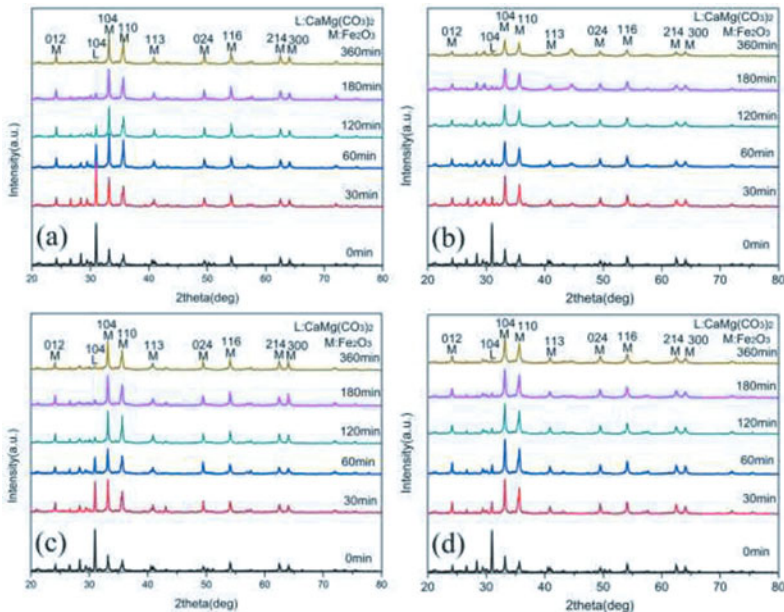 104
L:CaMg(CO3)2
012
104
M
110
M:Fe2O3
M
L
M
113
024
116
214 300
360min
M
M
M
M M
180min
120min
60min
30min
(a)
0min
Intensity(a.u.)
20 30 40 50 60 70 80
2theta(deg)
104
L:CaMg(CO3)2
012
104
M
110
M:Fe2O3
M
L
M
113
024
116
214 300
360min
M
M
M
M M
180min
120min
60min
30min
(b)
0min
Intensity(a.u.)
20 30 40 50 60 70 80
2theta(deg)
104
L:CaMg(CO3)2
012
104
M
110
M:Fe2O3
M
L
M
113
024
116
214 300
360min
M
M
M
M M
180min
120min
60min
30min
(c)
0min
Intensity(a.u.)
20 30 40 50 60 70 80
2theta(deg)
104
L:CaMg(CO3)2
012
104
M
110
M:Fe2O3
M
L
M
113
024
116
214 300
360min
M
M
M
M M
180min
120min
60min
30min
(d)
0min
Intensity(a.u.)
20 30 40 50 60 70 80
2theta(deg)